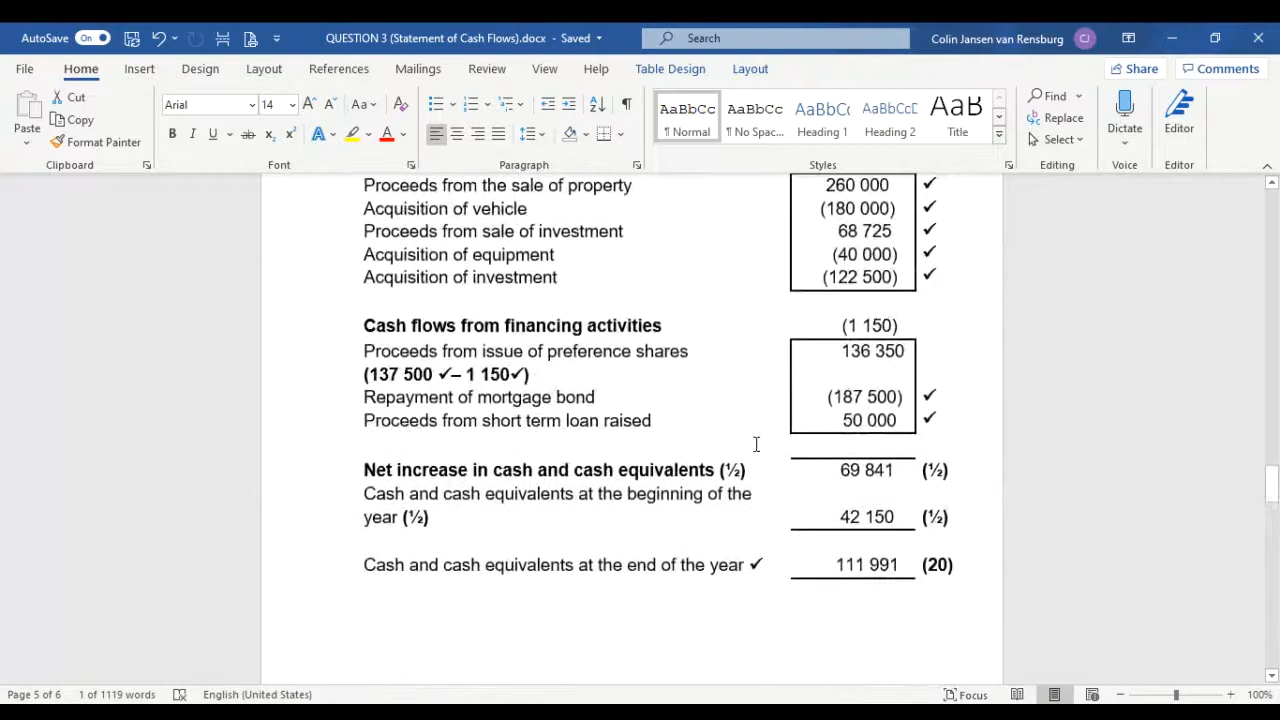 AutoSave On QUESTION 3 (Statement of Cash Flows).docx - Saved Search Colin Jansen van Rensburg CJ
File Home Insert Design Layout References Mailings Review View Help Table Design Layout Share Comments
Paste Cut Copy Format Painter
Arial 14 Aa
B I U ab x₂ x² A A
AaBbCc AaBbCc AaBbC( AaBbCcD AaB
¶ Normal ¶ No Spac... Heading 1 Heading 2 Title
Find Replace Select Dictate Editor
Clipboard Font Paragraph Styles Editing Voice Editor
Proceeds from the sale of property 260 000 ✓
Acquisition of vehicle (180 000) ✓
Proceeds from sale of investment 68 725 ✓
Acquisition of equipment (40 000) ✓
Acquisition of investment (122 500) ✓
Cash flows from financing activities (1 150)
Proceeds from issue of preference shares 136 350
(137 500 ✓– 1 150✓)
Repayment of mortgage bond (187 500) ✓
Proceeds from short term loan raised 50 000 ✓
Net increase in cash and cash equivalents (½) 69 841 (½)
Cash and cash equivalents at the beginning of the
year (½) 42 150 (½)
Cash and cash equivalents at the end of the year ✓ 111 991 (20)
Page 5 of 6 1 of 1119 words English (United States) Focus 100%